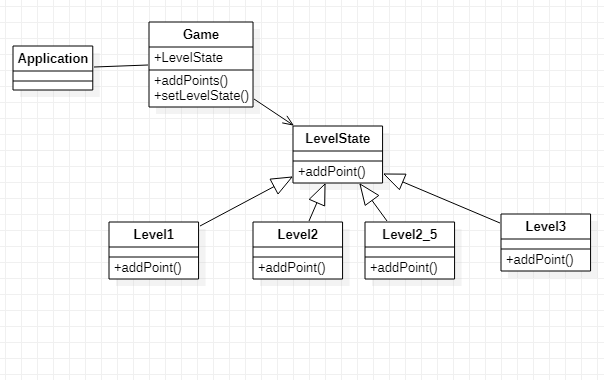 Game
Application
+LevelState
+addPoints()
+setLevelState()
LevelState
+addPoint()
Level1
+addPoint()
Level2
+addPoint()
Level2_5
+addPoint()
Level3
+addPoint()